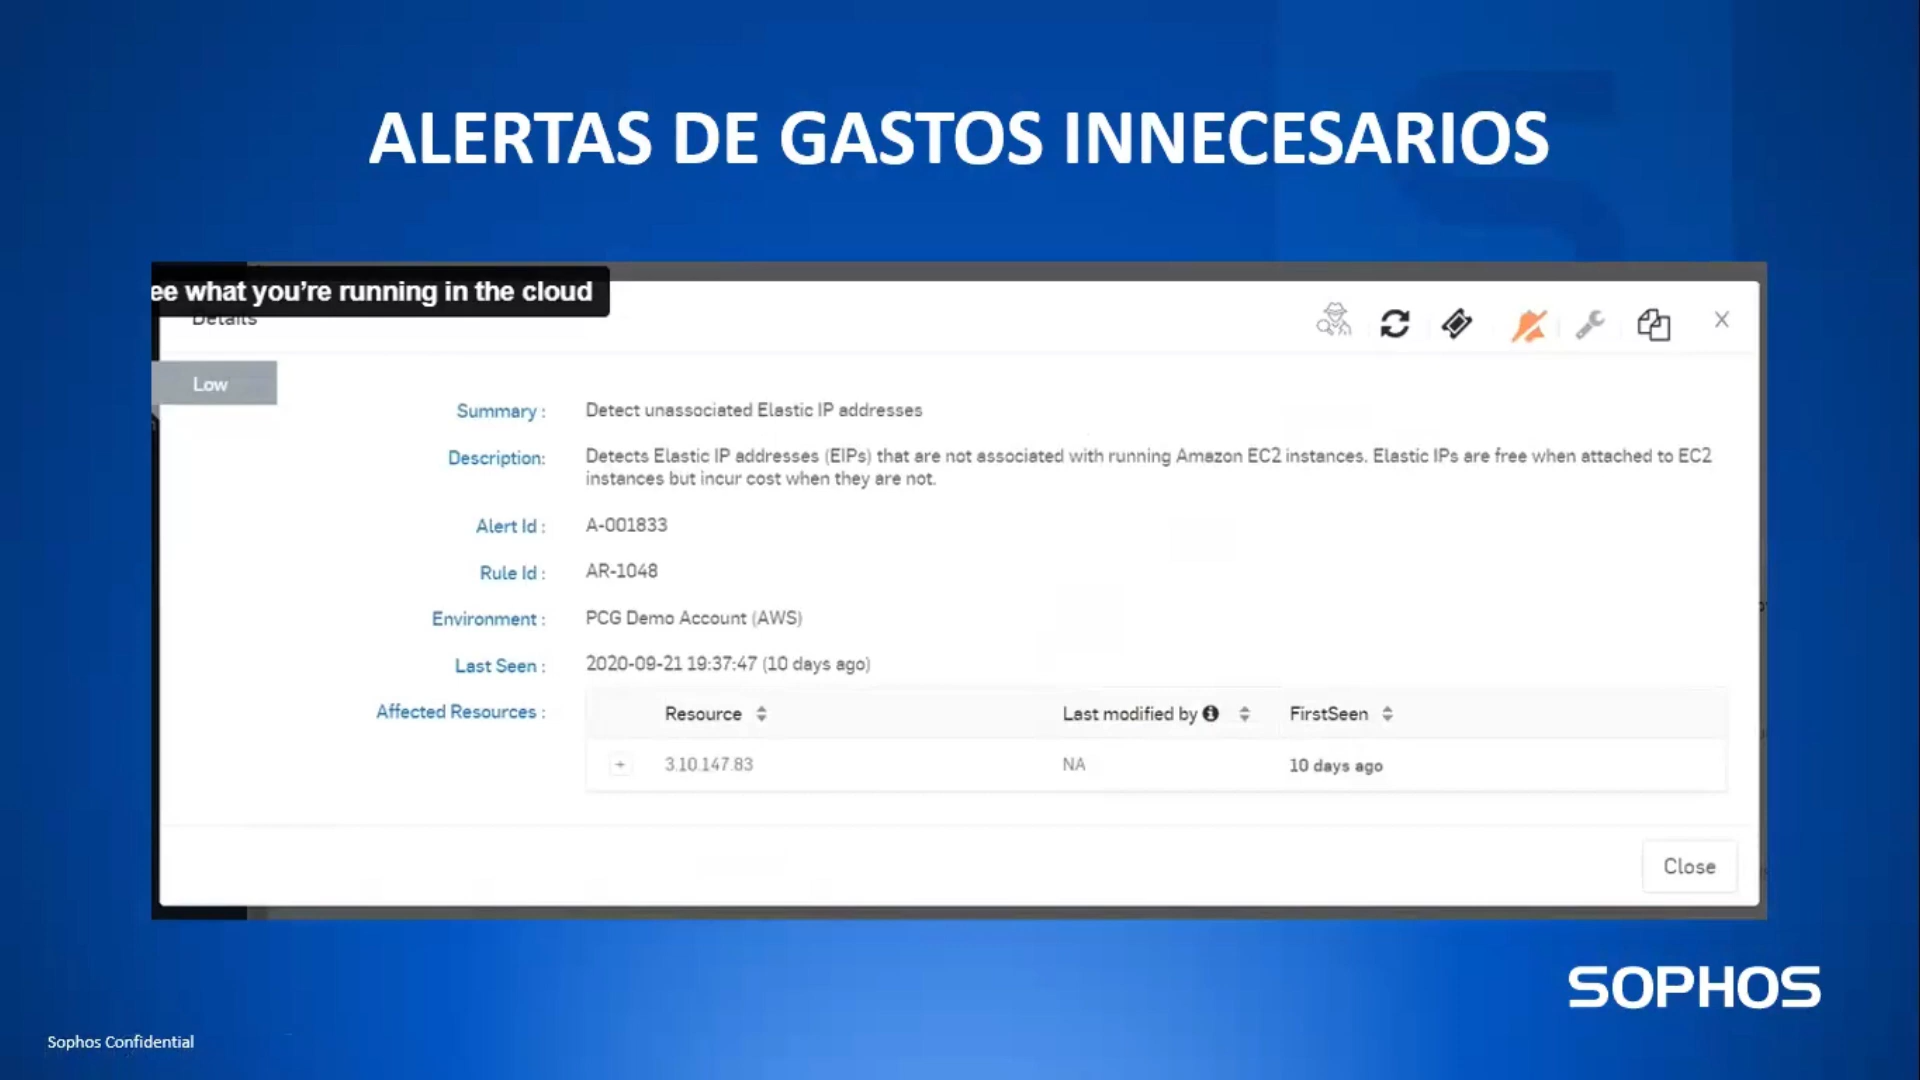 ALERTAS DE GASTOS INNECESARIOS
ee what you're running in the cloud
Details
Low
Summary : Detect unassociated Elastic IP addresses
Description: Detects Elastic IP addresses (EIPs) that are not associated with running Amazon EC2 instances. Elastic IPs are free when attached to EC2
instances but incur cost when they are not.
Alert Id : A-001833
Rule Id : AR-1048
Environment : PCG Demo Account (AWS)
Last Seen : 2020-09-21 19:37:47 (10 days ago)
Affected Resources :
Resource Last modified by FirstSeen
3.10.147.83 NA 10 days ago
Close
SOPHOS
Sophos Confidential